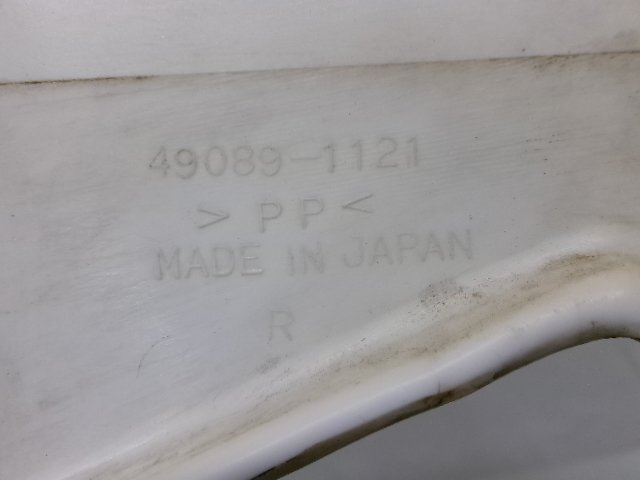 49089-1121
> PP <
MADE IN JAPAN
R